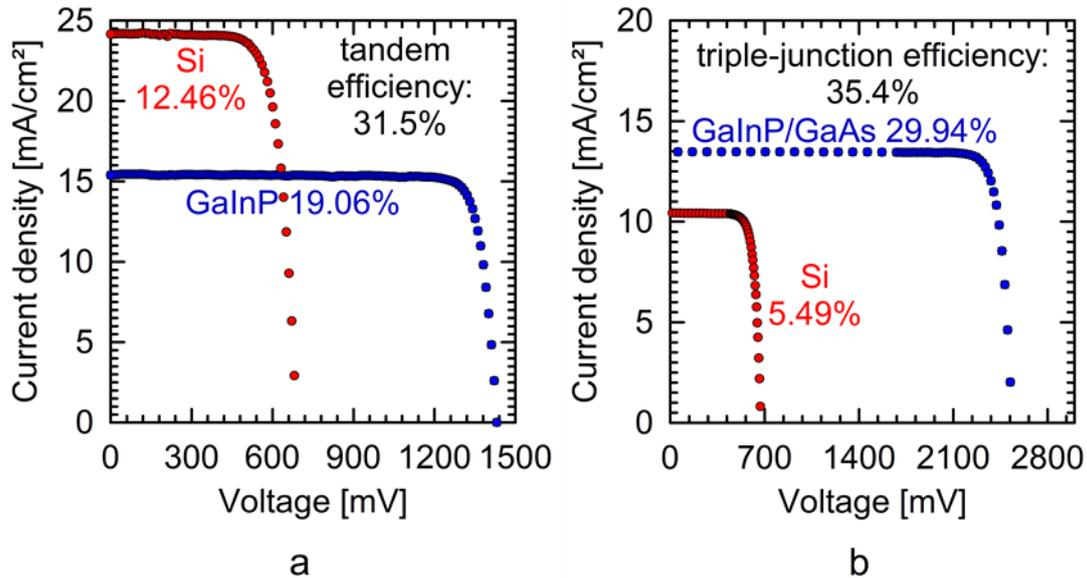 25
20
15
10
5
0
Current density [mA/cm²]
Si
12.46%
tandem
efficiency:
31.5%
GaInP 19.06%
0 300 600 900 1200 1500
Voltage [mV]
a
20
15
10
5
0
Current density [mA/cm²]
triple-junction efficiency:
35.4%
GaInP/GaAs 29.94%
Si
5.49%
0 700 1400 2100 2800
Voltage [mV]
b